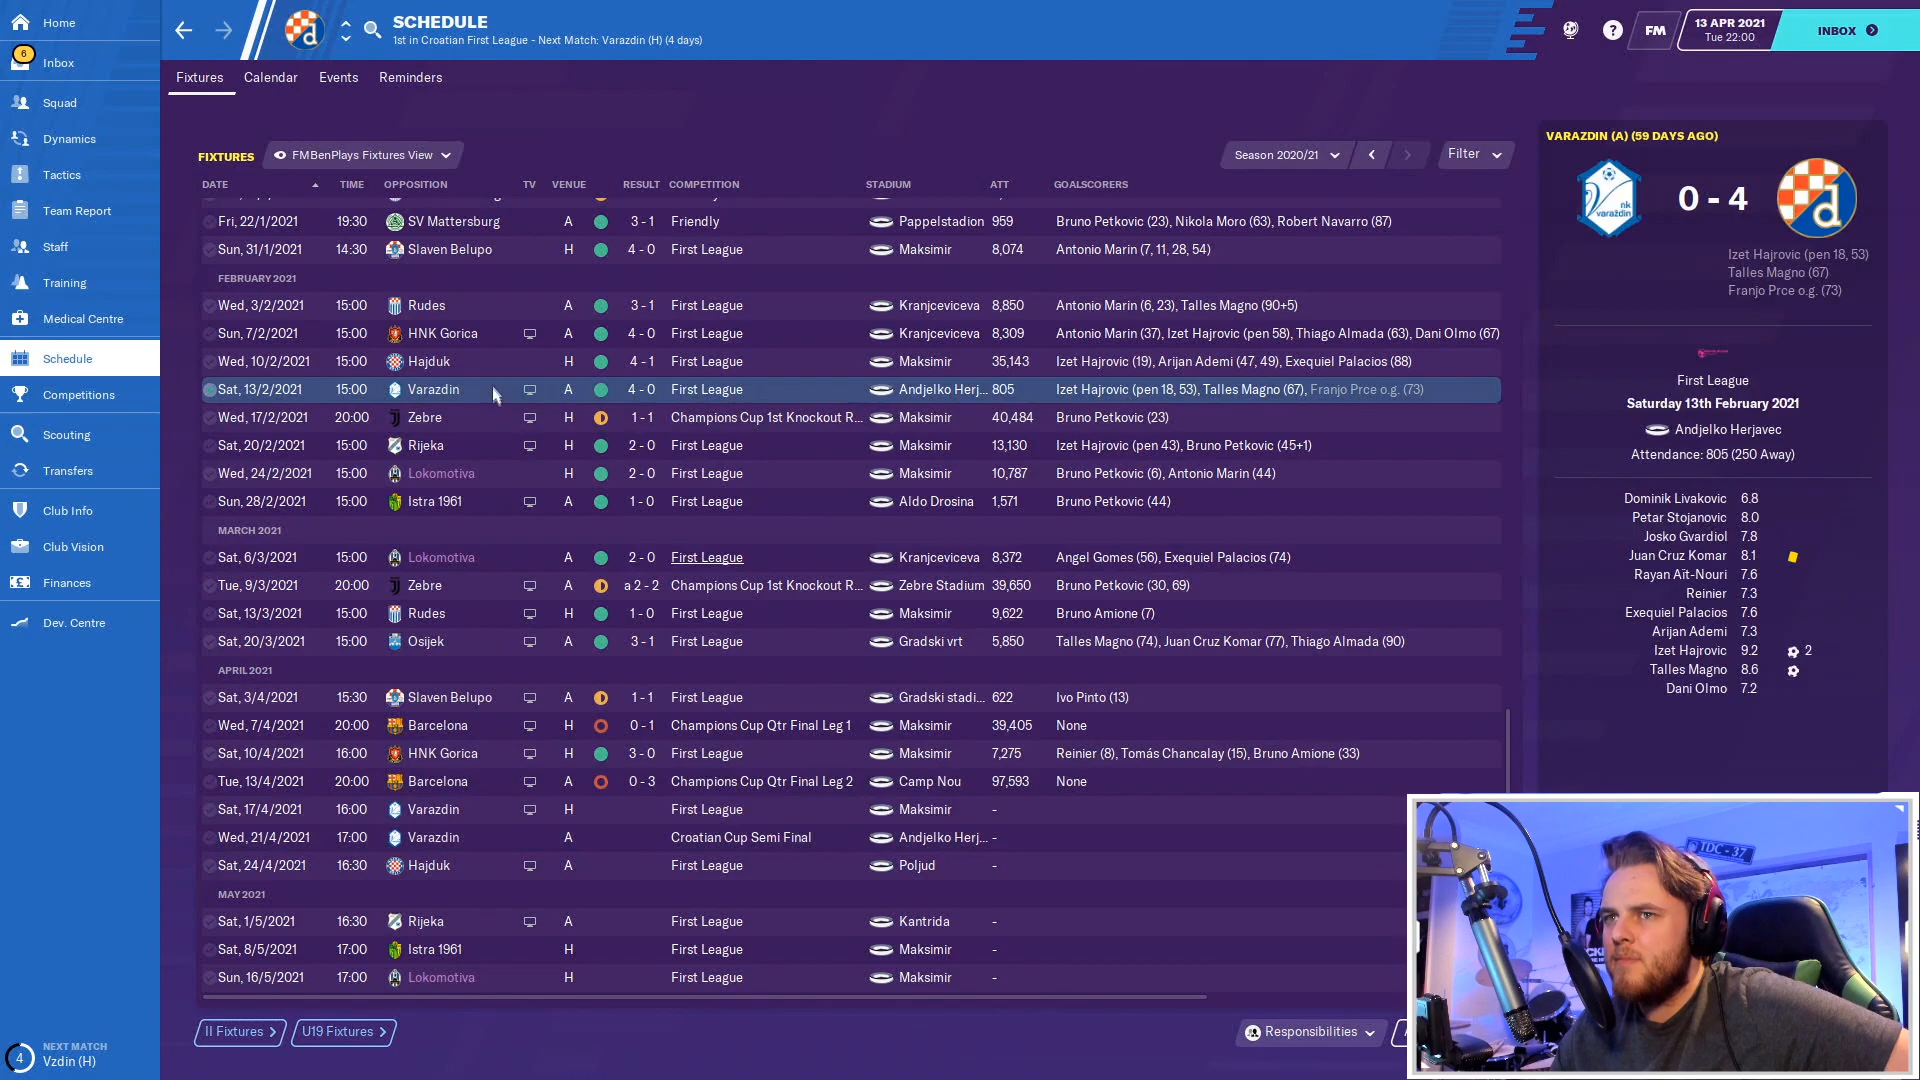 Home
6
Inbox
Squad
Dynamics
Tactics
Team Report
Staff
Training
Medical Centre
Schedule
Competitions
Scouting
Transfers
Club Info
Club Vision
Finances
Dev. Centre
4
NEXT MATCH
Vzdin (H)
SCHEDULE
1st in Croatian First League - Next Match: Varazdin (H) (4 days)
FM
13 APR 2021
Tue 22:00
INBOX
Fixtures Calendar Events Reminders
FIXTURES FMBenPlays Fixtures View Season 2020/21 Filter
DATE TIME OPPOSITION TV VENUE RESULT COMPETITION STADIUM ATT GOALSCORERS
Fri, 22/1/2021 19:30 SV Mattersburg A 3 - 1 Friendly Pappelstadion 959 Bruno Petkovic (23), Nikola Moro (63), Robert Navarro (87)
Sun, 31/1/2021 14:30 Slaven Belupo H 4 - 0 First League Maksimir 8,074 Antonio Marin (7, 11, 28, 54)
FEBRUARY 2021
Wed, 3/2/2021 15:00 Rudes A 3 - 1 First League Kranjceviceva 8,850 Antonio Marin (6, 23), Talles Magno (90+5)
Sun, 7/2/2021 15:00 HNK Gorica A 4 - 0 First League Kranjceviceva 8,309 Antonio Marin (37), Izet Hajrovic (pen 58), Thiago Almada (63), Dani Olmo (67)
Wed, 10/2/2021 15:00 Hajduk H 4 - 1 First League Maksimir 35,143 Izet Hajrovic (19), Arijan Ademi (47, 49), Exequiel Palacios (88)
Sat, 13/2/2021 15:00 Varazdin A 4 - 0 First League Andjelko Herj... 805 Izet Hajrovic (pen 18, 53), Talles Magno (67), Franjo Prce o.g. (73)
Wed, 17/2/2021 20:00 Zebre H 1 - 1 Champions Cup 1st Knockout R... Maksimir 40,484 Bruno Petkovic (23)
Sat, 20/2/2021 15:00 Rijeka H 2 - 0 First League Maksimir 13,130 Izet Hajrovic (pen 43), Bruno Petkovic (45+1)
Wed, 24/2/2021 15:00 Lokomotiva H 2 - 0 First League Maksimir 10,787 Bruno Petkovic (6), Antonio Marin (44)
Sun, 28/2/2021 15:00 Istra 1961 A 1 - 0 First League Aldo Drosina 1,571 Bruno Petkovic (44)
MARCH 2021
Sat, 6/3/2021 15:00 Lokomotiva A 2 - 0 First League Kranjceviceva 8,372 Angel Gomes (56), Exequiel Palacios (74)
Tue, 9/3/2021 20:00 Zebre A a 2 - 2 Champions Cup 1st Knockout R... Zebre Stadium 39,650 Bruno Petkovic (30, 69)
Sat, 13/3/2021 15:00 Rudes H 1 - 0 First League Maksimir 9,622 Bruno Amione (7)
Sat, 20/3/2021 15:00 Osijek A 3 - 1 First League Gradski vrt 5,850 Talles Magno (74), Juan Cruz Komar (77), Thiago Almada (90)
APRIL 2021
Sat, 3/4/2021 15:30 Slaven Belupo A 1 - 1 First League Gradski stadi... 622 Ivo Pinto (13)
Wed, 7/4/2021 20:00 Barcelona H 0 - 1 Champions Cup Qtr Final Leg 1 Maksimir 39,405 None
Sat, 10/4/2021 16:00 HNK Gorica H 3 - 0 First League Maksimir 7,275 Reinier (8), Tomás Chancalay (15), Bruno Amione (33)
Tue, 13/4/2021 20:00 Barcelona A 0 - 3 Champions Cup Qtr Final Leg 2 Camp Nou 97,593 None
Sat, 17/4/2021 16:00 Varazdin H First League Maksimir -
Wed, 21/4/2021 17:00 Varazdin A Croatian Cup Semi Final Andjelko Herj... -
Sat, 24/4/2021 16:30 Hajduk A First League Poljud -
MAY 2021
Sat, 1/5/2021 16:30 Rijeka A First League Kantrida -
Sat, 8/5/2021 17:00 Istra 1961 H First League Maksimir -
Sun, 16/5/2021 17:00 Lokomotiva H First League Maksimir -
II Fixtures U19 Fixtures Responsibilities
VARAZDIN (A) (59 DAYS AGO)
nk varaždin
0 - 4
Izet Hajrovic (pen 18, 53)
Talles Magno (67)
Franjo Prce o.g. (73)
First League
Saturday 13th February 2021
Andjelko Herjavec
Attendance: 805 (250 Away)
Dominik Livakovic 6.8
Petar Stojanovic 8.0
Josko Gvardiol 7.8
Juan Cruz Komar 8.1
Rayan Aït-Nouri 7.6
Reinier 7.3
Exequiel Palacios 7.6
Arijan Ademi 7.3
Izet Hajrovic 9.2 2
Talles Magno 8.6
Dani Olmo 7.2
TDC - 37